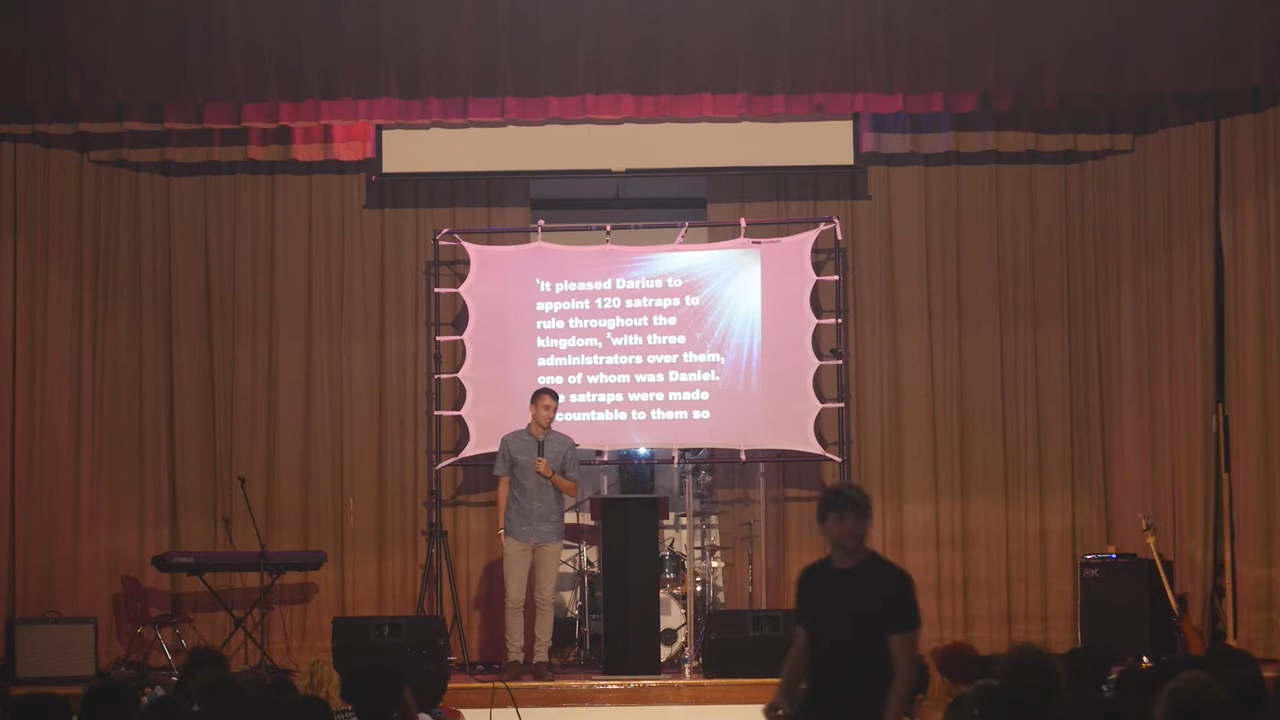 ¹It pleased Darius to
appoint 120 satraps to
rule throughout the
kingdom, ²with three
administrators over them,
one of whom was Daniel.
satraps were made
countable to them so
GK